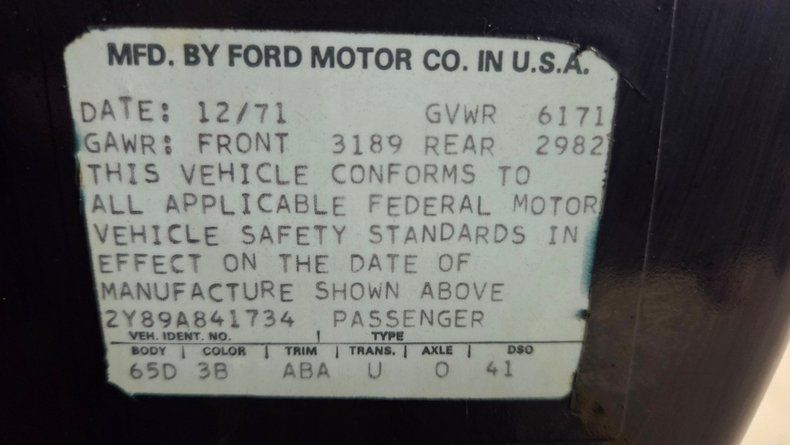 MFD. BY FORD MOTOR CO. IN U.S.A.
DATE: 12/71 GVWR 6171
GAWR: FRONT 3189 REAR 2982
THIS VEHICLE CONFORMS TO
ALL APPLICABLE FEDERAL MOTOR
VEHICLE SAFETY STANDARDS IN
EFFECT ON THE DATE OF
MANUFACTURE SHOWN ABOVE
2Y89A841734 PASSENGER
VEH. IDENT. NO. | TYPE
BODY | COLOR | TRIM | TRANS. | AXLE | DSO
65D 3B ABA U O 41